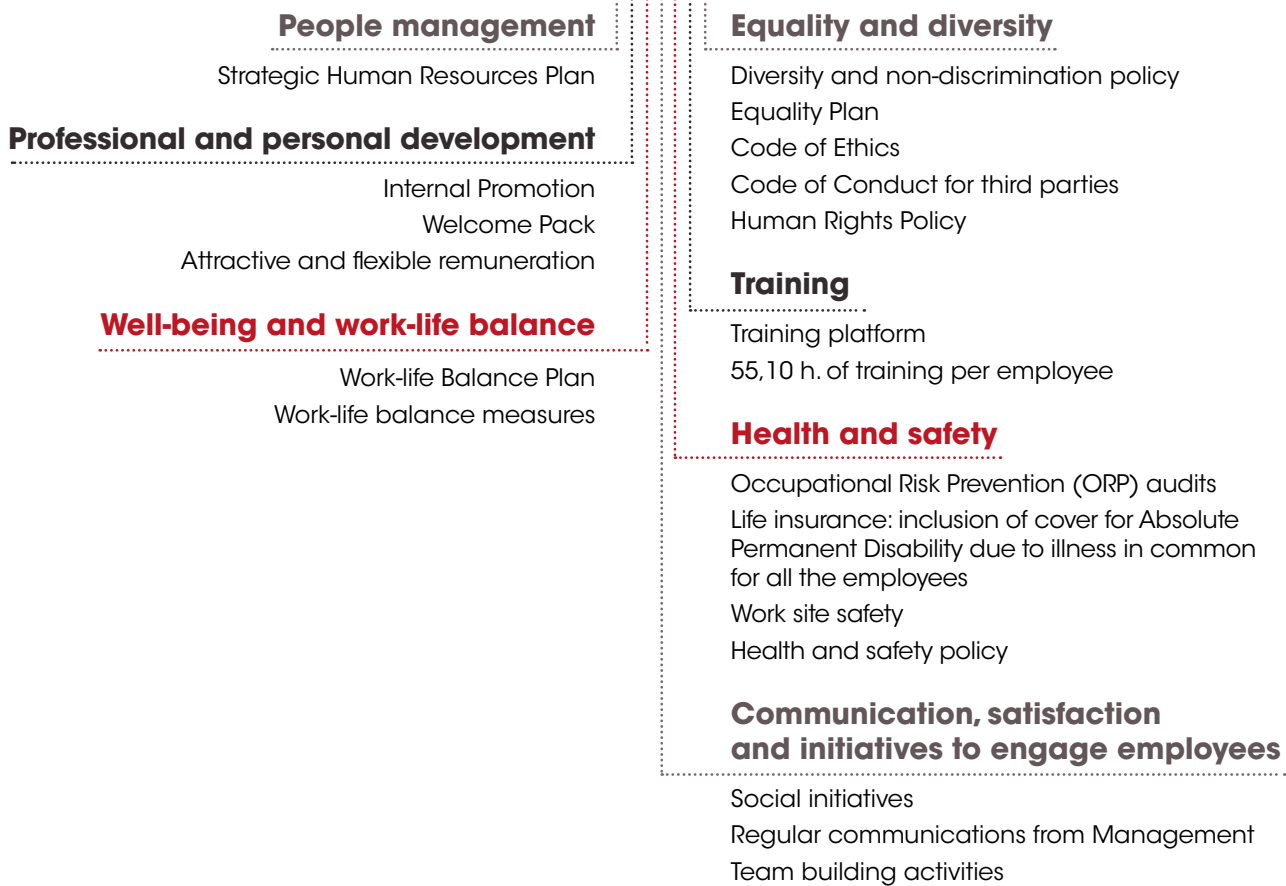 People management
Strategic Human Resources Plan
Professional and personal development
Internal Promotion
Welcome Pack
Attractive and flexible remuneration
Well-being and work-life balance
Work-life Balance Plan
Work-life balance measures
Equality and diversity
Diversity and non-discrimination policy
Equality Plan
Code of Ethics
Code of Conduct for third parties
Human Rights Policy
Training
Training platform
55,10 h. of training per employee
Health and safety
Occupational Risk Prevention (ORP) audits
Life insurance: inclusion of cover for Absolute
Permanent Disability due to illness in common
for all the employees
Work site safety
Health and safety policy
Communication, satisfaction
and initiatives to engage employees
Social initiatives
Regular communications from Management
Team building activities